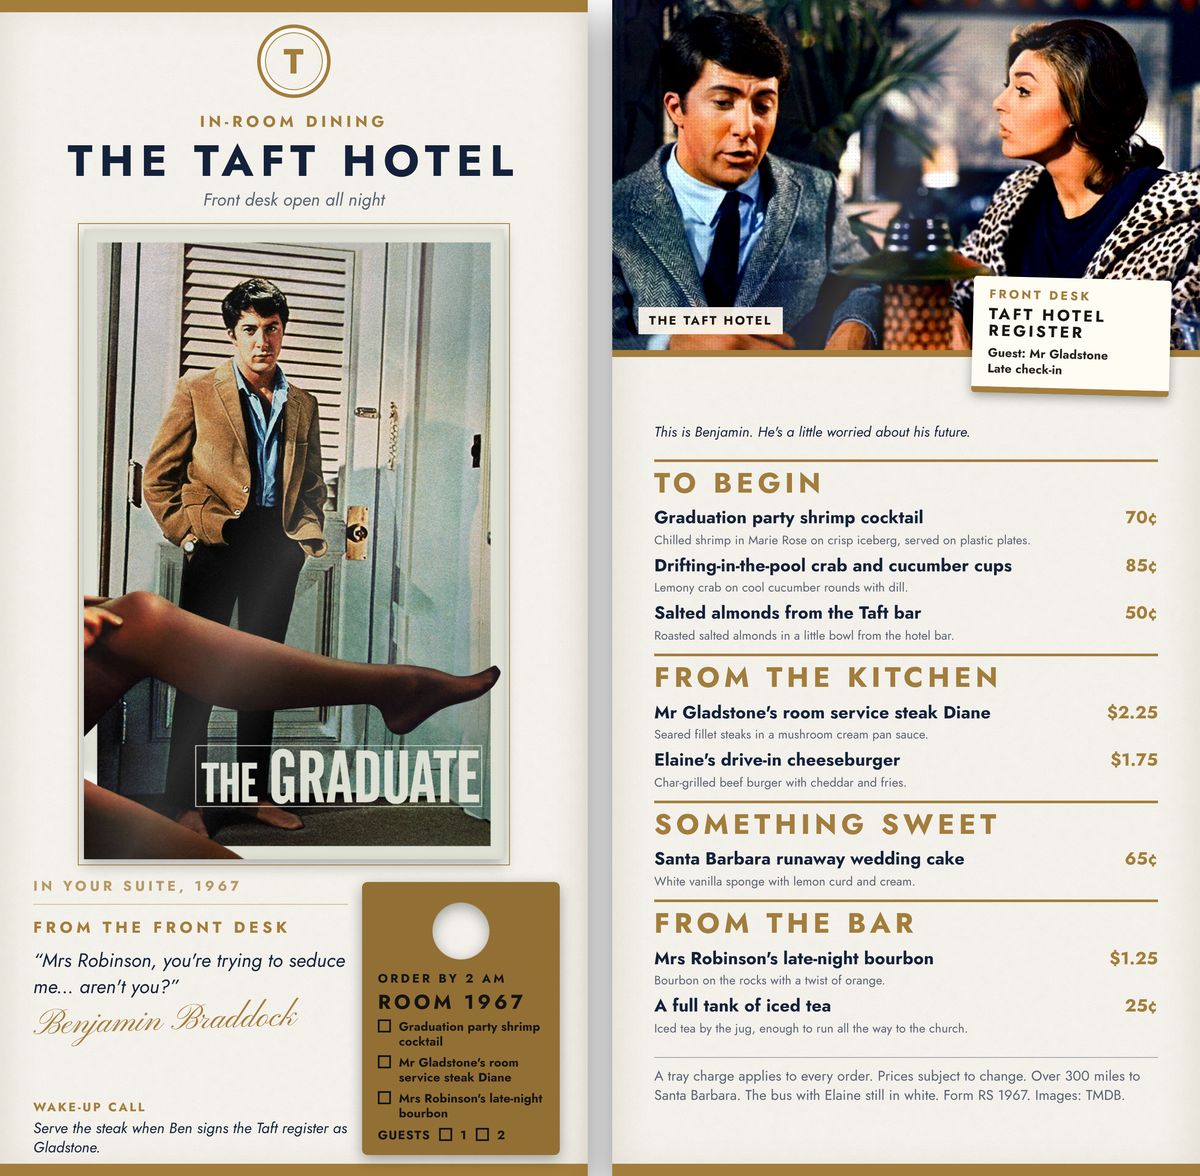 T
IN-ROOM DINING
THE TAFT HOTEL
Front desk open all night
THE GRADUATE
IN YOUR SUITE, 1967
FROM THE FRONT DESK
“Mrs Robinson, you're trying to seduce
me... aren't you?”
Benjamin Braddock
WAKE-UP CALL
Serve the steak when Ben signs the Taft register as
Gladstone.
ORDER BY 2 AM
ROOM 1967
☐ Graduation party shrimp
cocktail
☐ Mr Gladstone's room
service steak Diane
☐ Mrs Robinson's late-night
bourbon
GUESTS ☐ 1 ☐ 2
THE TAFT HOTEL
FRONT DESK
TAFT HOTEL
REGISTER
Guest: Mr Gladstone
Late check-in
This is Benjamin. He's a little worried about his future.
TO BEGIN
Graduation party shrimp cocktail 70¢
Chilled shrimp in Marie Rose on crisp iceberg, served on plastic plates.
Drifting-in-the-pool crab and cucumber cups 85¢
Lemony crab on cool cucumber rounds with dill.
Salted almonds from the Taft bar 50¢
Roasted salted almonds in a little bowl from the hotel bar.
FROM THE KITCHEN
Mr Gladstone's room service steak Diane $2.25
Seared fillet steaks in a mushroom cream pan sauce.
Elaine's drive-in cheeseburger $1.75
Char-grilled beef burger with cheddar and fries.
SOMETHING SWEET
Santa Barbara runaway wedding cake 65¢
White vanilla sponge with lemon curd and cream.
FROM THE BAR
Mrs Robinson's late-night bourbon $1.25
Bourbon on the rocks with a twist of orange.
A full tank of iced tea 25¢
Iced tea by the jug, enough to run all the way to the church.
A tray charge applies to every order. Prices subject to change. Over 300 miles to
Santa Barbara. The bus with Elaine still in white. Form RS 1967. Images: TMDB.